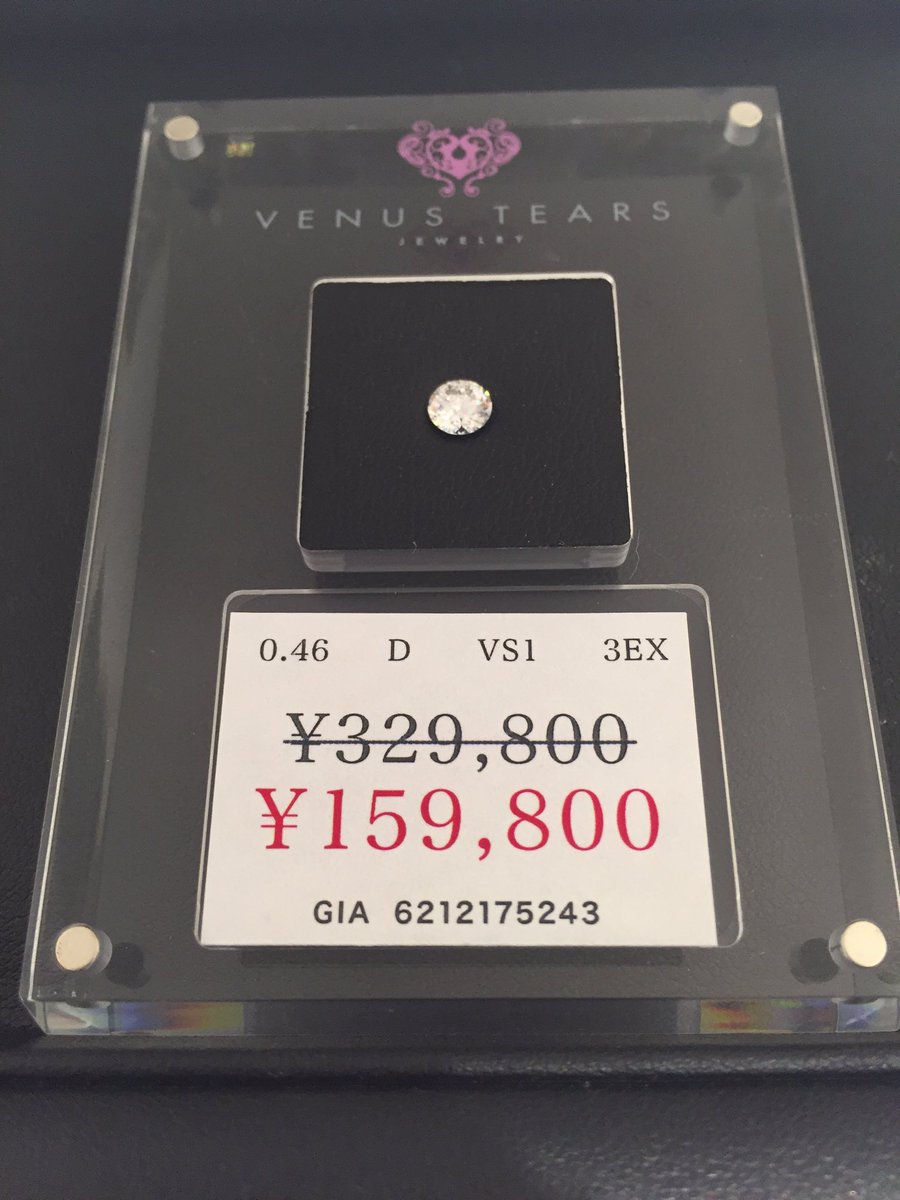 VENUS TEARS
JEWELRY
0.46 D VS1 3EX
¥329,800
¥159,800
GIA 6212175243